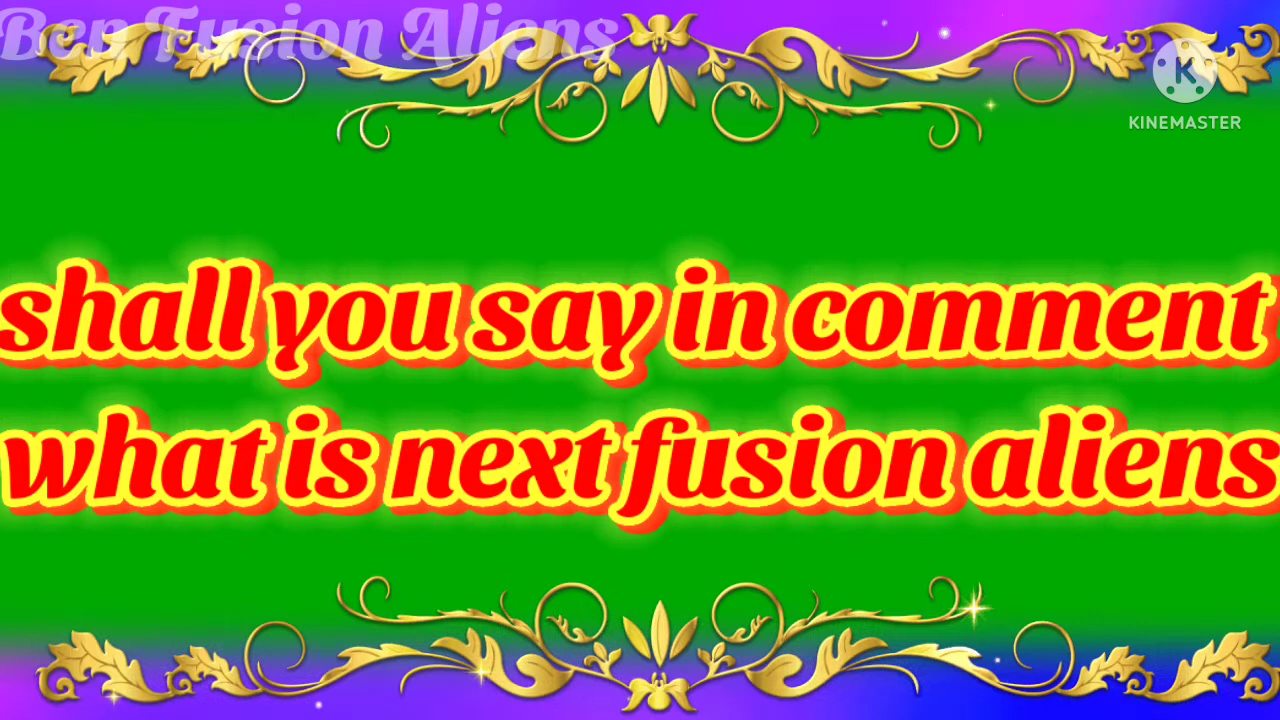 Ben Fusion Aliens
KINEMASTER
shall you say in comment
what is next fusion aliens